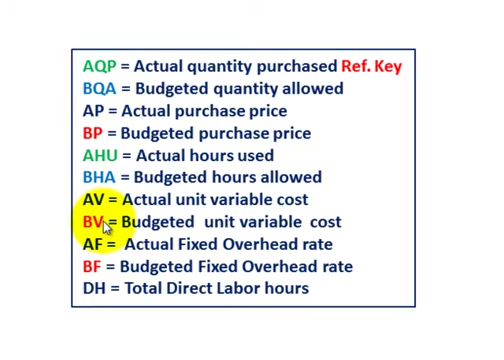 AQP = Actual quantity purchased Ref. Key
BQA = Budgeted quantity allowed
AP = Actual purchase price
BP = Budgeted purchase price
AHU = Actual hours used
BHA = Budgeted hours allowed
AV = Actual unit variable cost
BV = Budgeted unit variable cost
AF = Actual Fixed Overhead rate
BF = Budgeted Fixed Overhead rate
DH = Total Direct Labor hours